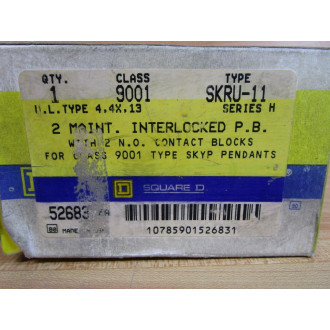 QTY. CLASS TYPE
1 9001 SKRU-11
U.L.TYPE 4,4X,13 SERIES H
2 MAINT. INTERLOCKED P.B.
WITH 2 N.O. CONTACT BLOCKS
FOR CLASS 9001 TYPE SKYP PENDANTS
D SQUARE D
52683
10785901526831